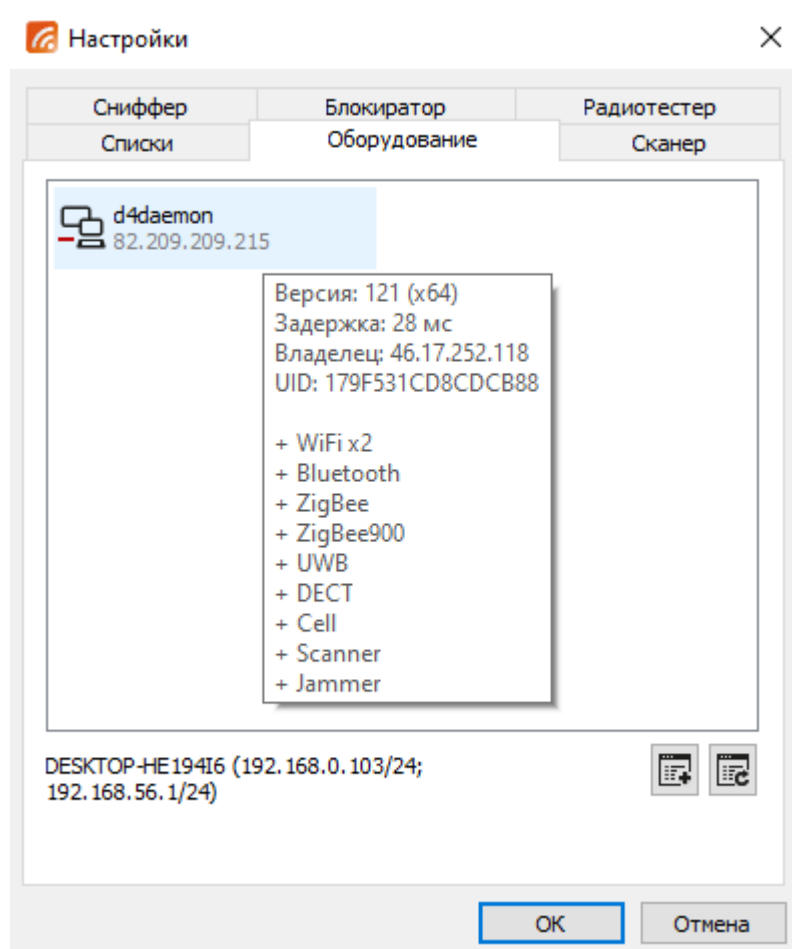 Настройки
Сниффер
Блокиратор
Радиотестер
Списки
Оборудование
Сканер
d4daemon
82.209.209.215
Версия: 121 (x64)
Задержка: 28 мс
Владелец: 46.17.252.118
UID: 179F531CD8CDCB88
+ WiFi x2
+ Bluetooth
+ ZigBee
+ ZigBee900
+ UWB
+ DECT
+ Cell
+ Scanner
+ Jammer
DESKTOP-HE194I6 (192.168.0.103/24;
192.168.56.1/24)
OK
Отмена